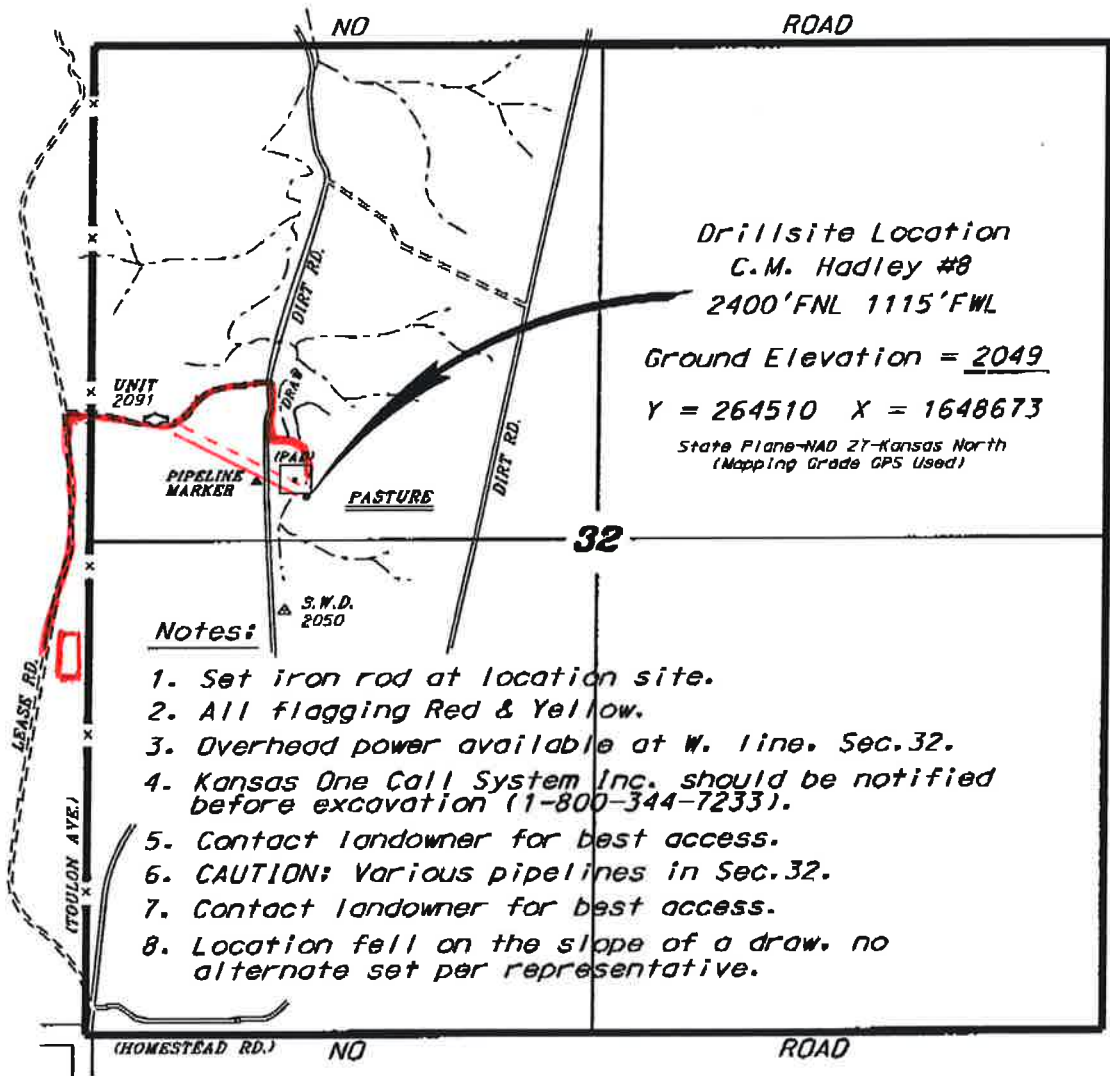 NO ROAD
Drillsite Location
C.M. Hadley #8
2400'FNL 1115'FWL
Ground Elevation = 2049
Y = 264510 X = 1648673
State Plane-NAD 27-Kansas North
(Mapping Grade GPS Used)
DIRT RD.
UNIT
2091
DRAW
(PAD)
PIPELINE
MARKER
PASTURE
DIRT RD.
32
S.W.D.
2050
LEASE RD.
(TOULON AVE.)
Notes:
1. Set iron rod at location site.
2. All flagging Red & Yellow.
3. Overhead power available at W. line. Sec.32.
4. Kansas One Call System Inc. should be notified
before excavation (1-800-344-7233).
5. Contact landowner for best access.
6. CAUTION: Various pipelines in Sec.32.
7. Contact landowner for best access.
8. Location fell on the slope of a draw. no
alternate set per representative.
(HOMESTEAD RD.) NO ROAD